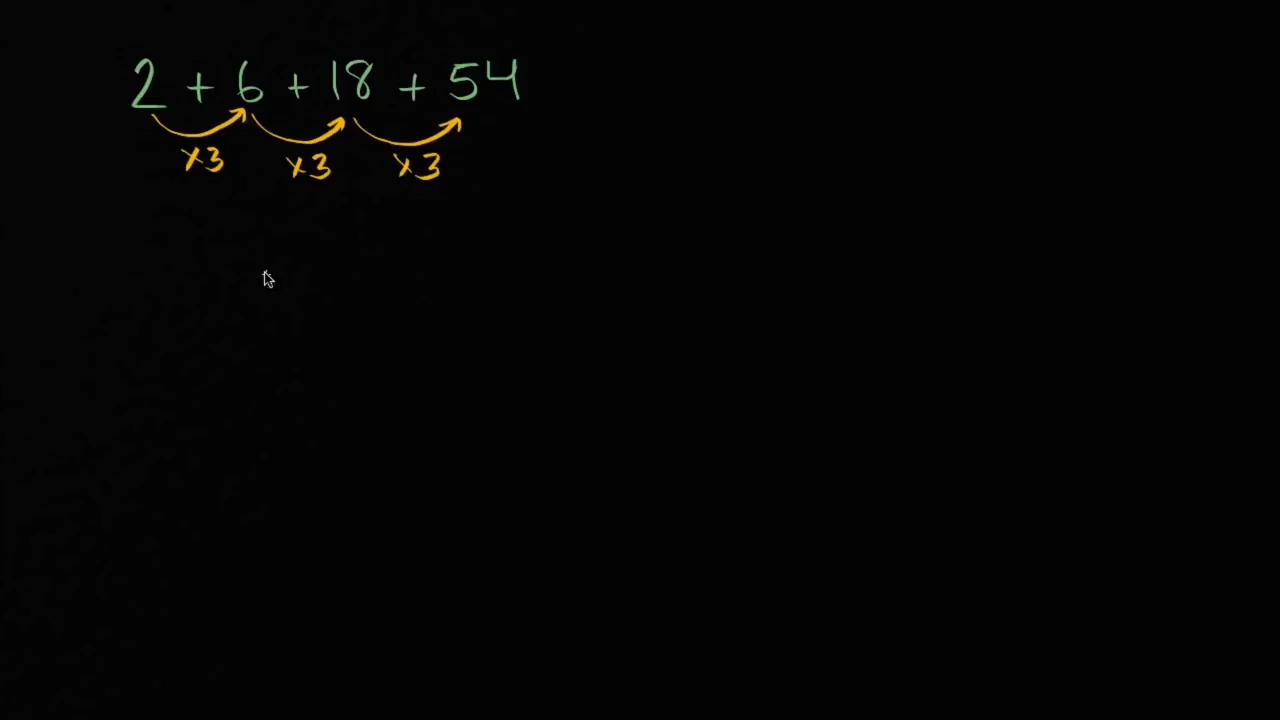 2 + 6 + 18 + 54
×3 ×3 ×3